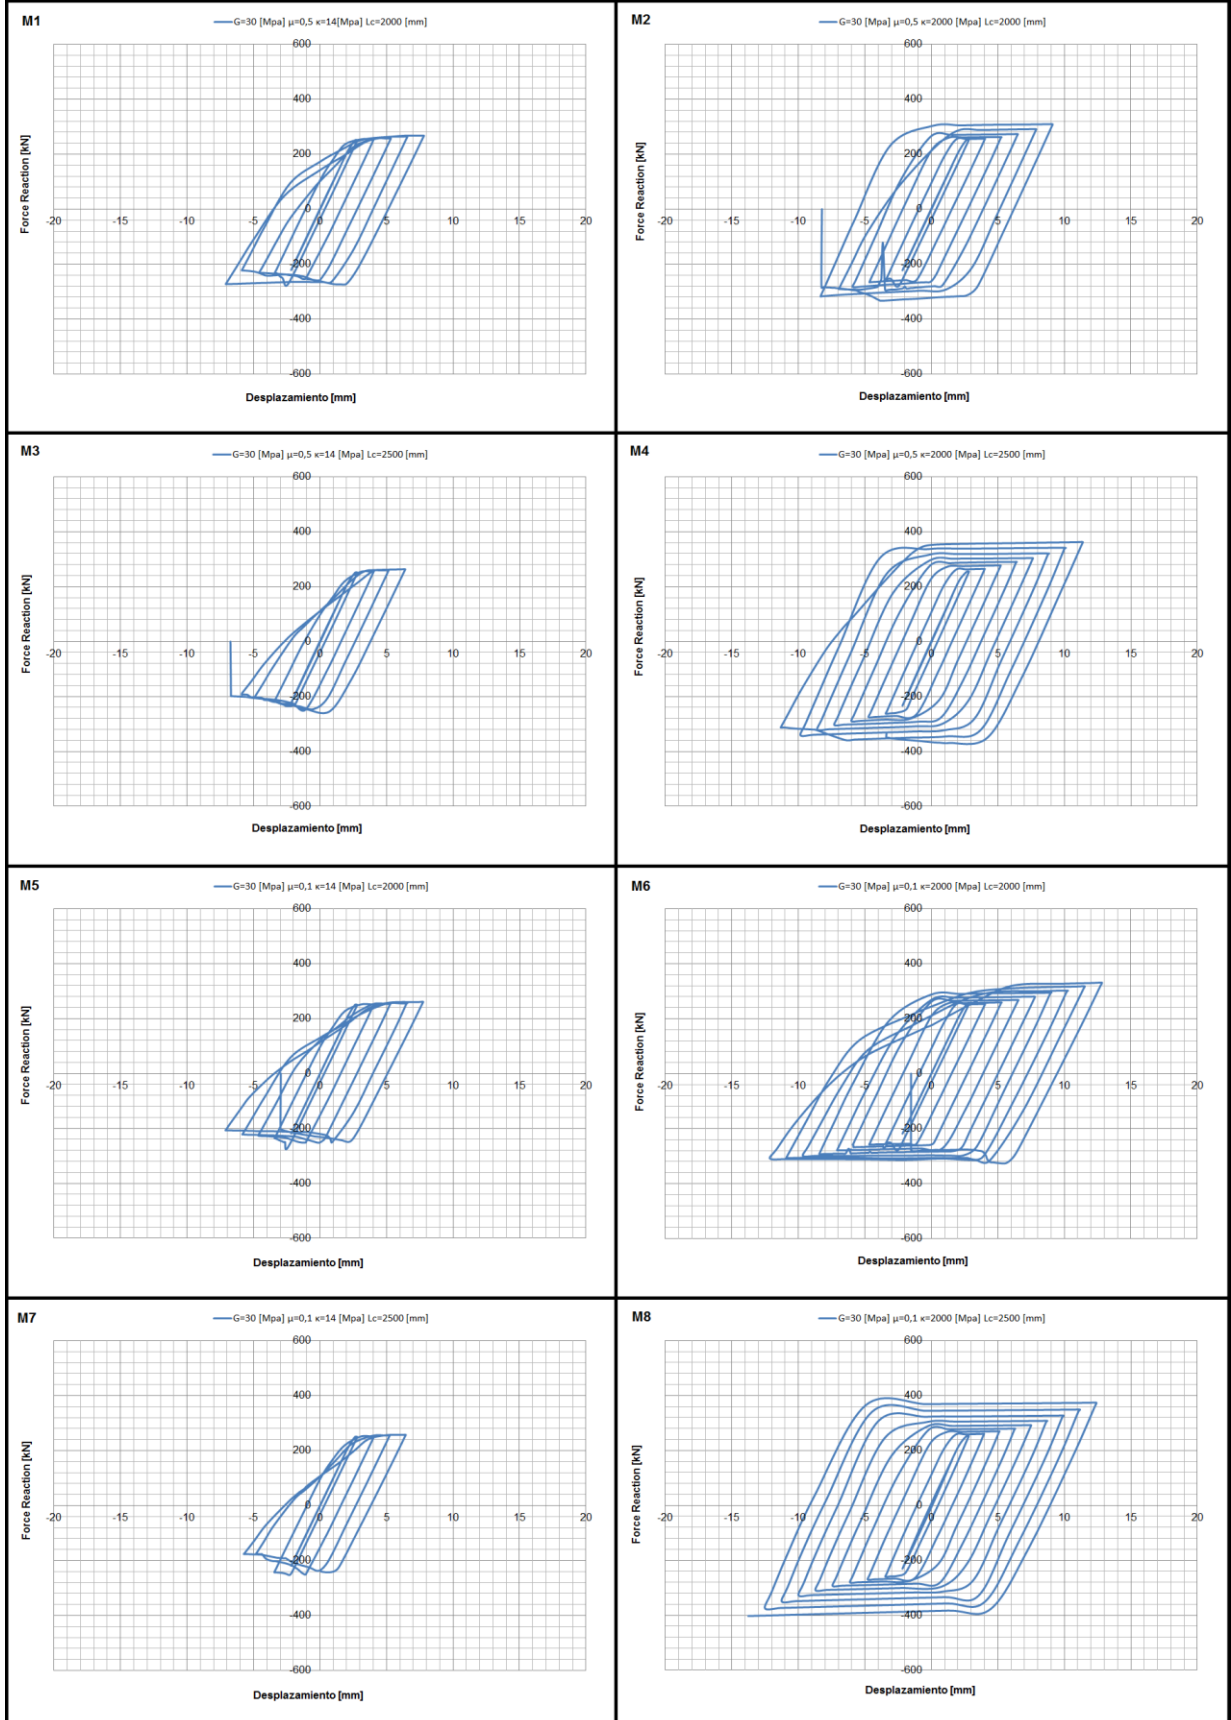 M1
G=30 [Mpa] μ=0,5 κ=14[Mpa] Lc=2000 [mm]
600
400
200
0
-20 -15 -10 -5 0 5 10 15 20
-200
-400
-600
Force Reaction [kN]
Desplazamiento [mm]
M2
G=30 [Mpa] μ=0,5 κ=2000 [Mpa] Lc=2000 [mm]
600
400
200
0
-20 -15 -10 -5 0 5 10 15 20
-200
-400
-600
Force Reaction [kN]
Desplazamiento [mm]
M3
G=30 [Mpa] μ=0,5 κ=14 [Mpa] Lc=2500 [mm]
600
400
200
0
-20 -15 -10 -5 0 5 10 15 20
-200
-400
-600
Force Reaction [kN]
Desplazamiento [mm]
M4
G=30 [Mpa] μ=0,5 κ=2000 [Mpa] Lc=2500 [mm]
600
400
200
0
-20 -15 -10 -5 0 5 10 15 20
-200
-400
-600
Force Reaction [kN]
Desplazamiento [mm]
M5
G=30 [Mpa] μ=0,1 κ=14 [Mpa] Lc=2000 [mm]
600
400
200
0
-20 -15 -10 -5 0 5 10 15 20
-200
-400
-600
Force Reaction [kN]
Desplazamiento [mm]
M6
G=30 [Mpa] μ=0,1 κ=2000 [Mpa] Lc=2000 [mm]
600
400
200
0
-20 -15 -10 -5 0 5 10 15 20
-200
-400
-600
Force Reaction [kN]
Desplazamiento [mm]
M7
G=30 [Mpa] μ=0,1 κ=14 [Mpa] Lc=2500 [mm]
600
400
200
0
-20 -15 -10 -5 0 5 10 15 20
-200
-400
-600
Force Reaction [kN]
Desplazamiento [mm]
M8
G=30 [Mpa] μ=0,1 κ=2000 [Mpa] Lc=2500 [mm]
600
400
200
0
-20 -15 -10 -5 0 5 10 15 20
-200
-400
-600
Force Reaction [kN]
Desplazamiento [mm]